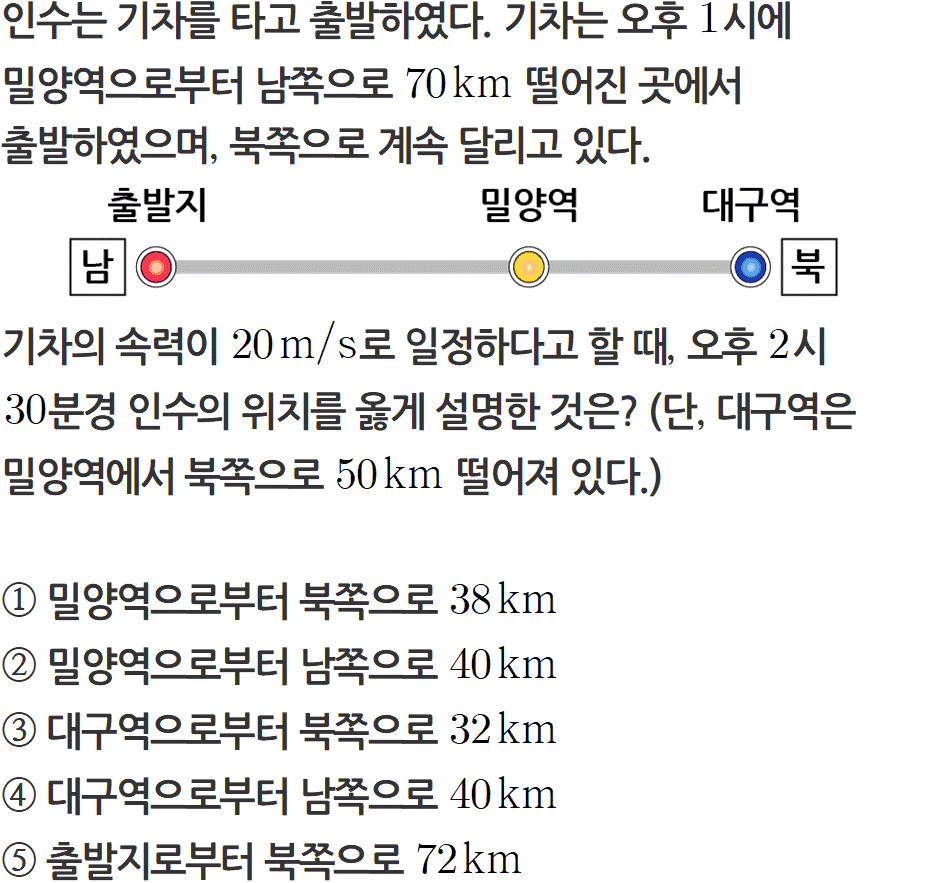 인수는 기차를 타고 출발하였다. 기차는 오후 1시에
밀양역으로부터 남쪽으로 70 km 떨어진 곳에서
출발하였으며, 북쪽으로 계속 달리고 있다.
출발지 밀양역 대구역
남 북
기차의 속력이 20 m/s로 일정하다고 할 때, 오후 2시
30분경 인수의 위치를 옳게 설명한 것은? (단, 대구역은
밀양역에서 북쪽으로 50 km 떨어져 있다.)
① 밀양역으로부터 북쪽으로 38 km
② 밀양역으로부터 남쪽으로 40 km
③ 대구역으로부터 북쪽으로 32 km
④ 대구역으로부터 남쪽으로 40 km
⑤ 출발지로부터 북쪽으로 72 km